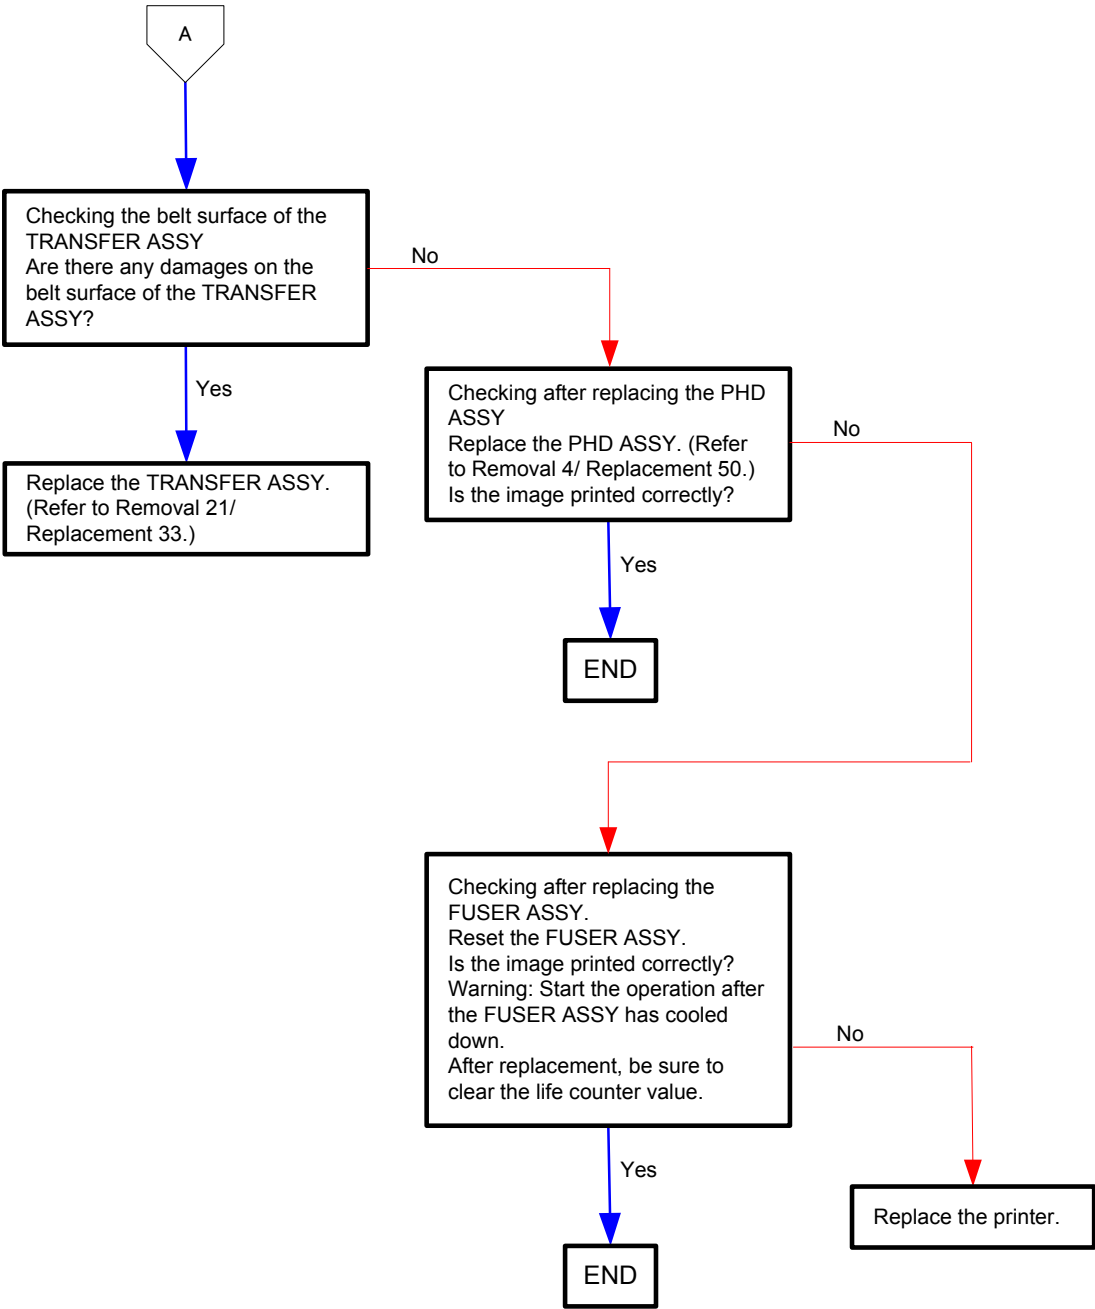 A
Checking the belt surface of the
TRANSFER ASSY
Are there any damages on the
belt surface of the TRANSFER
ASSY?
No
Yes
Replace the TRANSFER ASSY.
(Refer to Removal 21/
Replacement 33.)
Checking after replacing the PHD
ASSY
Replace the PHD ASSY. (Refer
to Removal 4/ Replacement 50.)
Is the image printed correctly?
No
Yes
END
Checking after replacing the
FUSER ASSY.
Reset the FUSER ASSY.
Is the image printed correctly?
Warning: Start the operation after
the FUSER ASSY has cooled
down.
After replacement, be sure to
clear the life counter value.
No
Yes
Replace the printer.
END